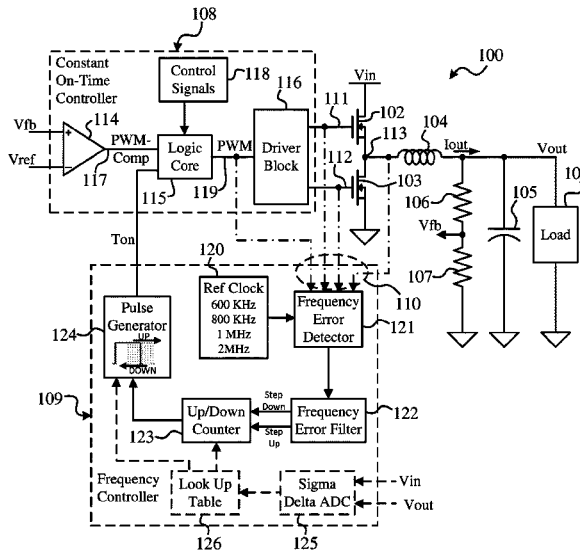 108
100
Constant
On-Time
Controller
Control
Signals
118
116
Vin
111
102
Vfb
114
113
104
Iout
Vout
PWM-
Comp
Logic
Core
PWM
Driver
Block
Vref
117
115
119
112
103
106
105
Vfb
Load
107
Ton
120
110
Ref Clock
600 KHz
800 KHz
1 MHz
2MHz
Frequency
Error
Detector
121
Pulse
Generator
UP
DOWN
124
109
Up/Down
Counter
123
Step
Down
Step
Up
Frequency
Error Filter
122
Frequency
Controller
Look Up
Table
126
Sigma
Delta ADC
125
Vin
Vout